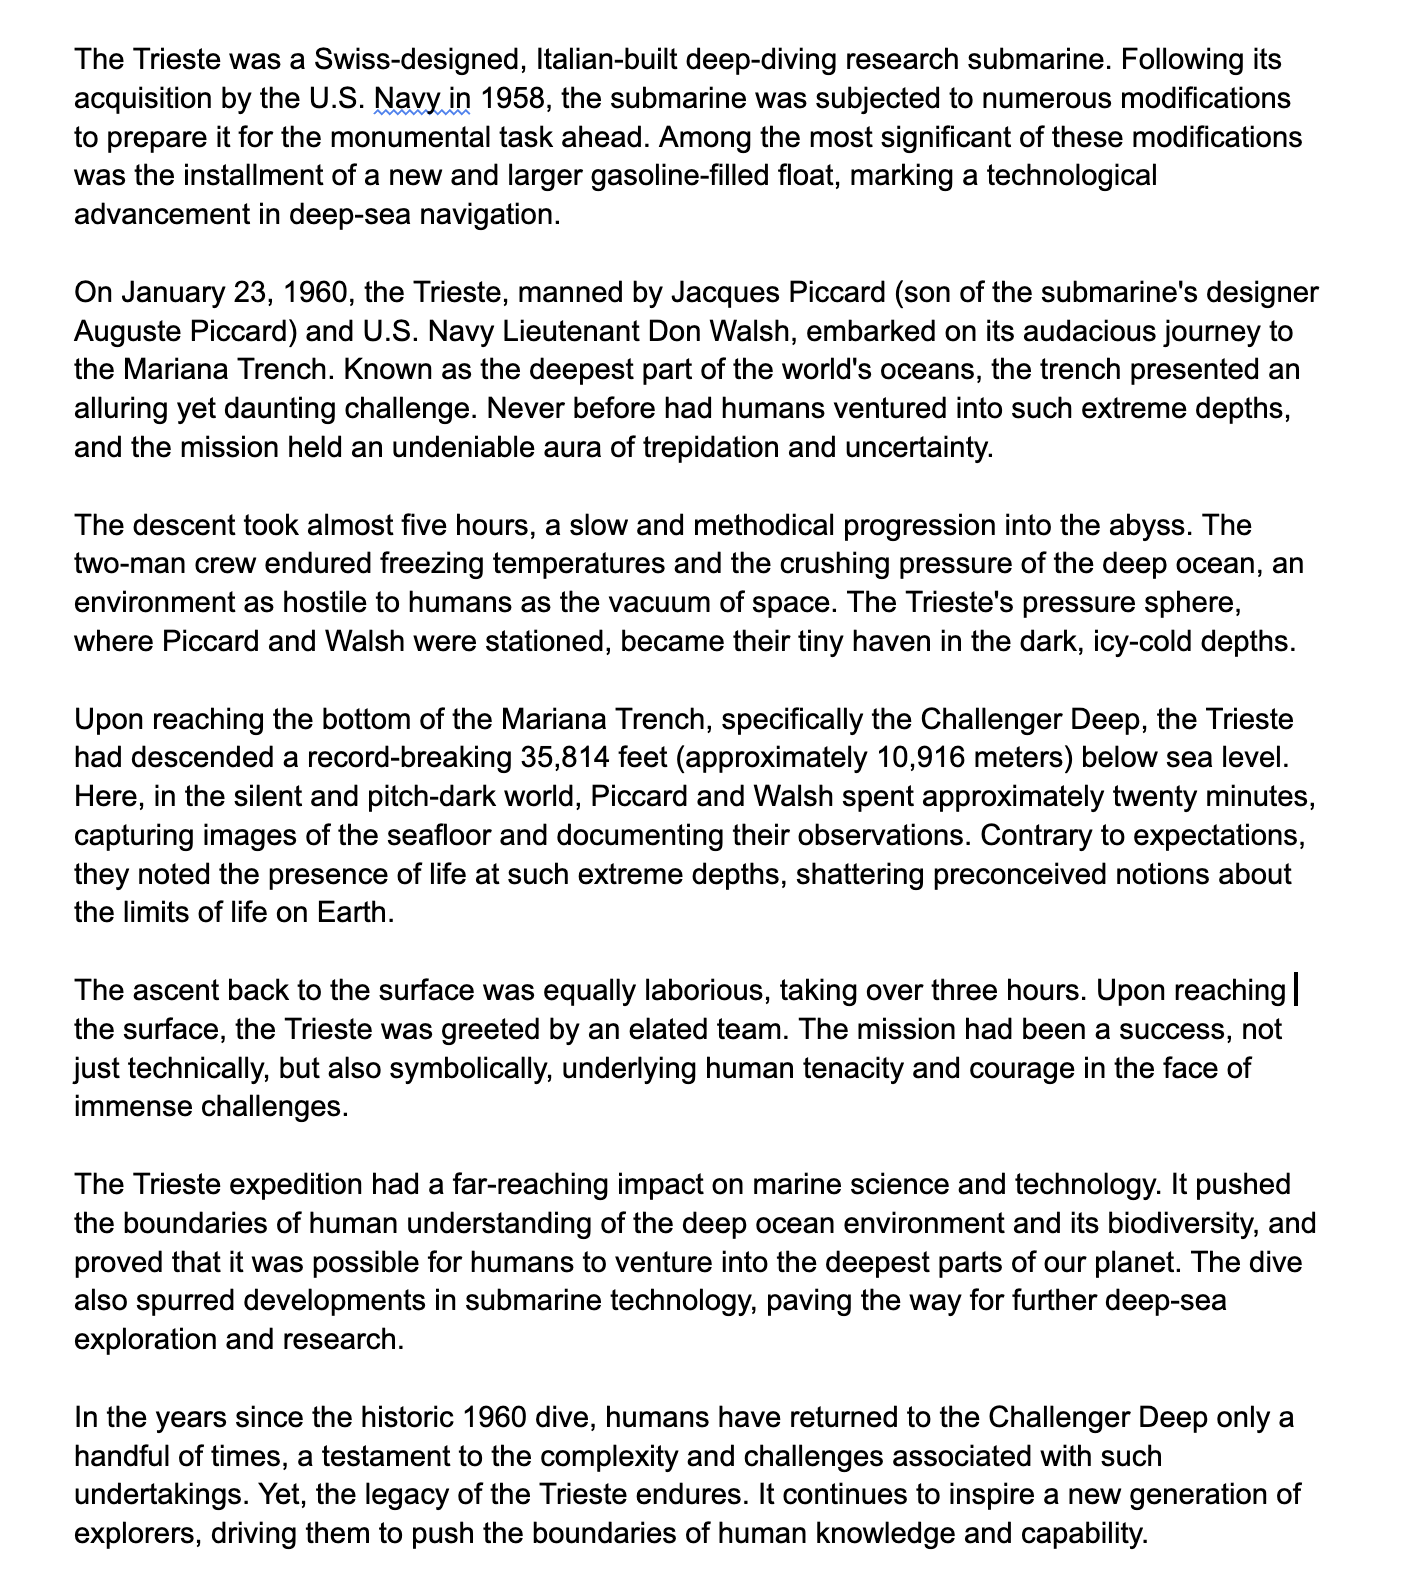 The Trieste was a Swiss-designed, Italian-built deep-diving research submarine. Following its
acquisition by the U.S. Navy in 1958, the submarine was subjected to numerous modifications
to prepare it for the monumental task ahead. Among the most significant of these modifications
was the installment of a new and larger gasoline-filled float, marking a technological
advancement in deep-sea navigation.
On January 23, 1960, the Trieste, manned by Jacques Piccard (son of the submarine's designer
Auguste Piccard) and U.S. Navy Lieutenant Don Walsh, embarked on its audacious journey to
the Mariana Trench. Known as the deepest part of the world's oceans, the trench presented an
alluring yet daunting challenge. Never before had humans ventured into such extreme depths,
and the mission held an undeniable aura of trepidation and uncertainty.
The descent took almost five hours, a slow and methodical progression into the abyss. The
two-man crew endured freezing temperatures and the crushing pressure of the deep ocean, an
environment as hostile to humans as the vacuum of space. The Trieste's pressure sphere,
where Piccard and Walsh were stationed, became their tiny haven in the dark, icy-cold depths.
Upon reaching the bottom of the Mariana Trench, specifically the Challenger Deep, the Trieste
had descended a record-breaking 35,814 feet (approximately 10,916 meters) below sea level.
Here, in the silent and pitch-dark world, Piccard and Walsh spent approximately twenty minutes,
capturing images of the seafloor and documenting their observations. Contrary to expectations,
they noted the presence of life at such extreme depths, shattering preconceived notions about
the limits of life on Earth.
The ascent back to the surface was equally laborious, taking over three hours. Upon reaching
the surface, the Trieste was greeted by an elated team. The mission had been a success, not
just technically, but also symbolically, underlying human tenacity and courage in the face of
immense challenges.
The Trieste expedition had a far-reaching impact on marine science and technology. It pushed
the boundaries of human understanding of the deep ocean environment and its biodiversity, and
proved that it was possible for humans to venture into the deepest parts of our planet. The dive
also spurred developments in submarine technology, paving the way for further deep-sea
exploration and research.
In the years since the historic 1960 dive, humans have returned to the Challenger Deep only a
handful of times, a testament to the complexity and challenges associated with such
undertakings. Yet, the legacy of the Trieste endures. It continues to inspire a new generation of
explorers, driving them to push the boundaries of human knowledge and capability.